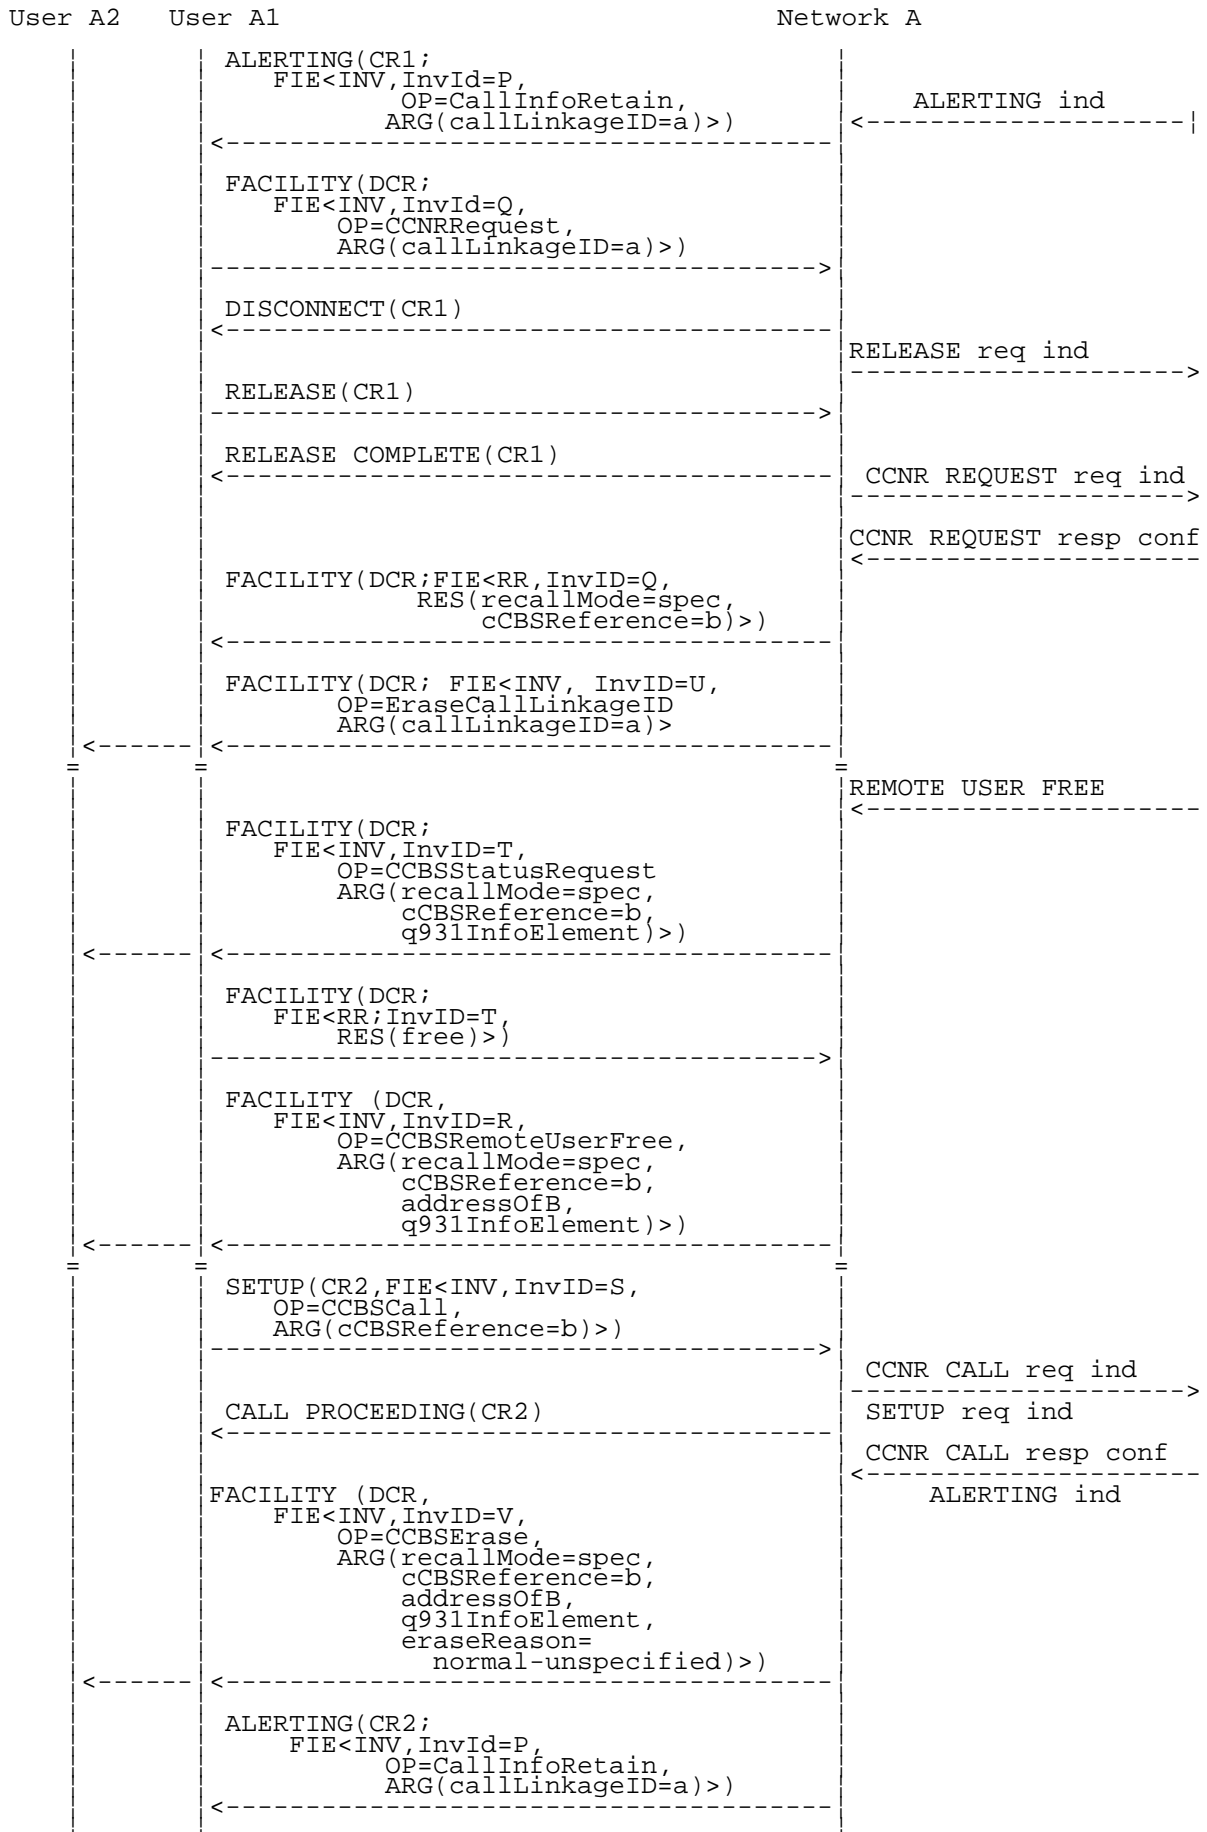 User A2 User A1 Network A
ALERTING(CR1;
FIE<INV,InvId=P,
OP=CallInfoRetain, ALERTING ind
ARG(callLinkageID=a)>)
FACILITY(DCR;
FIE<INV,InvId=Q,
OP=CCNRRequest,
ARG(callLinkageID=a)>)
DISCONNECT(CR1)
RELEASE req ind
RELEASE(CR1)
RELEASE COMPLETE(CR1)
CCNR REQUEST req ind
CCNR REQUEST resp conf
FACILITY(DCR;FIE<RR,InvID=Q,
RES(recallMode=spec,
cCBSReference=b)>)
FACILITY(DCR; FIE<INV, InvID=U,
OP=EraseCallLinkageID
ARG(callLinkageID=a)>
REMOTE USER FREE
FACILITY(DCR;
FIE<INV,InvID=T,
OP=CCBSStatusRequest
ARG(recallMode=spec,
cCBSReference=b,
q931InfoElement)>)
FACILITY(DCR;
FIE<RR;InvID=T,
RES(free)>)
FACILITY (DCR,
FIE<INV,InvID=R,
OP=CCBSRemoteUserFree,
ARG(recallMode=spec,
cCBSReference=b,
addressOfB,
q931InfoElement)>)
SETUP(CR2,FIE<INV,InvID=S,
OP=CCBSCall,
ARG(cCBSReference=b)>)
CCNR CALL req ind
CALL PROCEEDING(CR2) SETUP req ind
CCNR CALL resp conf
FACILITY (DCR, ALERTING ind
FIE<INV,InvID=V,
OP=CCBSErase,
ARG(recallMode=spec,
cCBSReference=b,
addressOfB,
q931InfoElement,
eraseReason=
normal-unspecified)>)
ALERTING(CR2;
FIE<INV,InvId=P,
OP=CallInfoRetain,
ARG(callLinkageID=a)>)